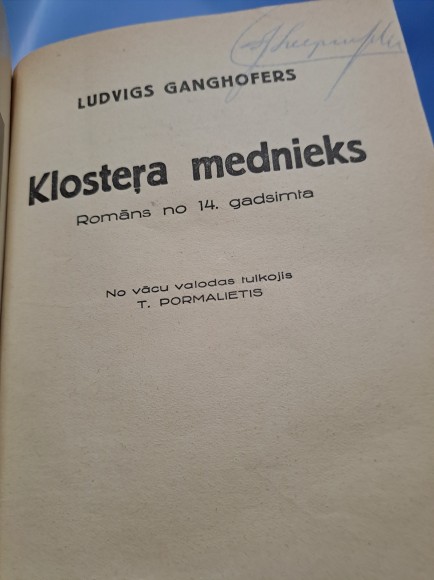 LUDVIGS GANGHOFERS
Klosteŗa mednieks
Romāns no 14. gadsimta
No vācu valodas tulkojis
T. PORMALIETIS